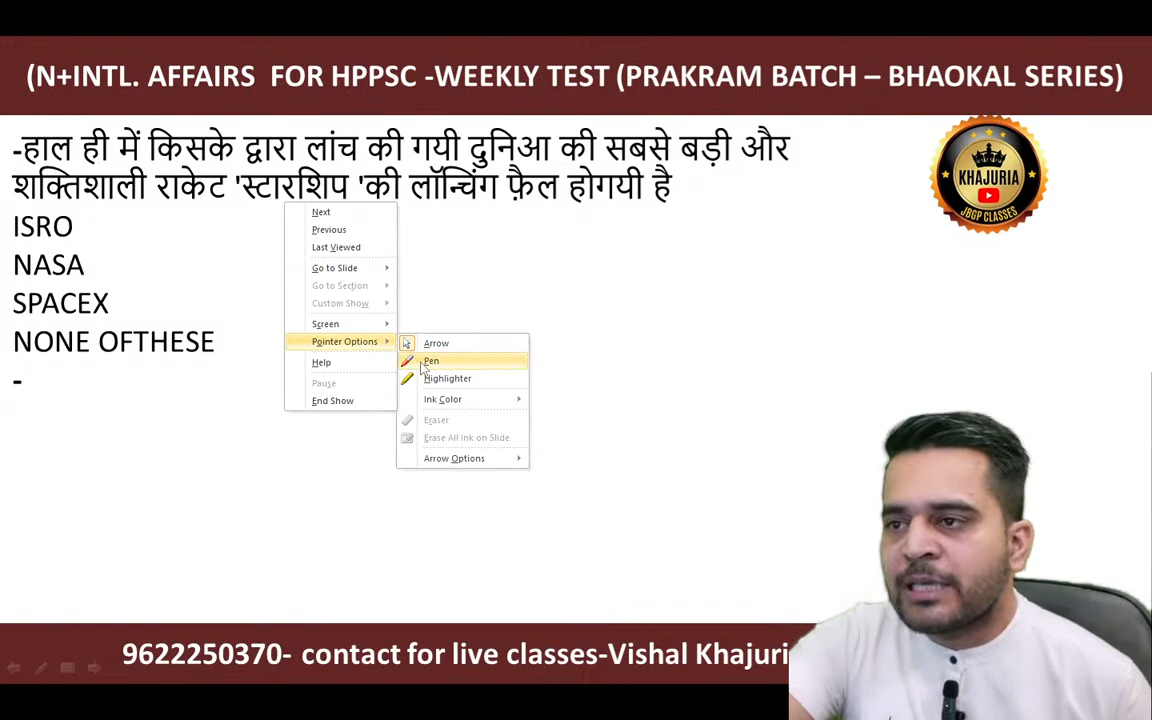 (N+INTL. AFFAIRS FOR HPPSC -WEEKLY TEST (PRAKRAM BATCH – BHAOKAL SERIES)
-हाल ही में किसके द्वारा लांच की गयी दुनिआ की सबसे बड़ी और
शक्तिशाली राकेट 'स्टारशिप 'की लॉन्चिंग फ़ैल होगयी है
ISRO
NASA
SPACEX
NONE OFTHESE
-
KHAJURIA
JBGP CLASSES
Next
Previous
Last Viewed
Go to Slide
Go to Section
Custom Show
Screen
Pointer Options
Help
Pause
End Show
Arrow
Pen
Highlighter
Ink Color
Eraser
Erase All Ink on Slide
Arrow Options
9622250370- contact for live classes-Vishal Khajuri